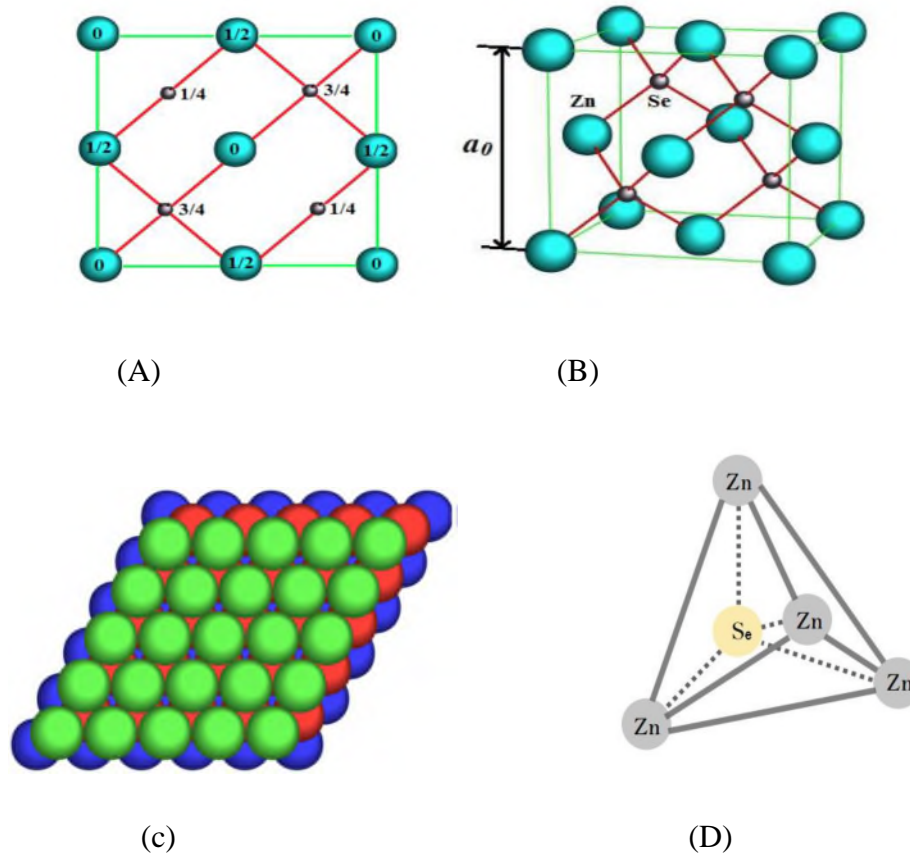 0 1/2 0
1/4 3/4
1/2 0 1/2
3/4 1/4
0 1/2 0
Zn Se
a0
(A) (B)
Zn
Se Zn
Zn
Zn
(c) (D)